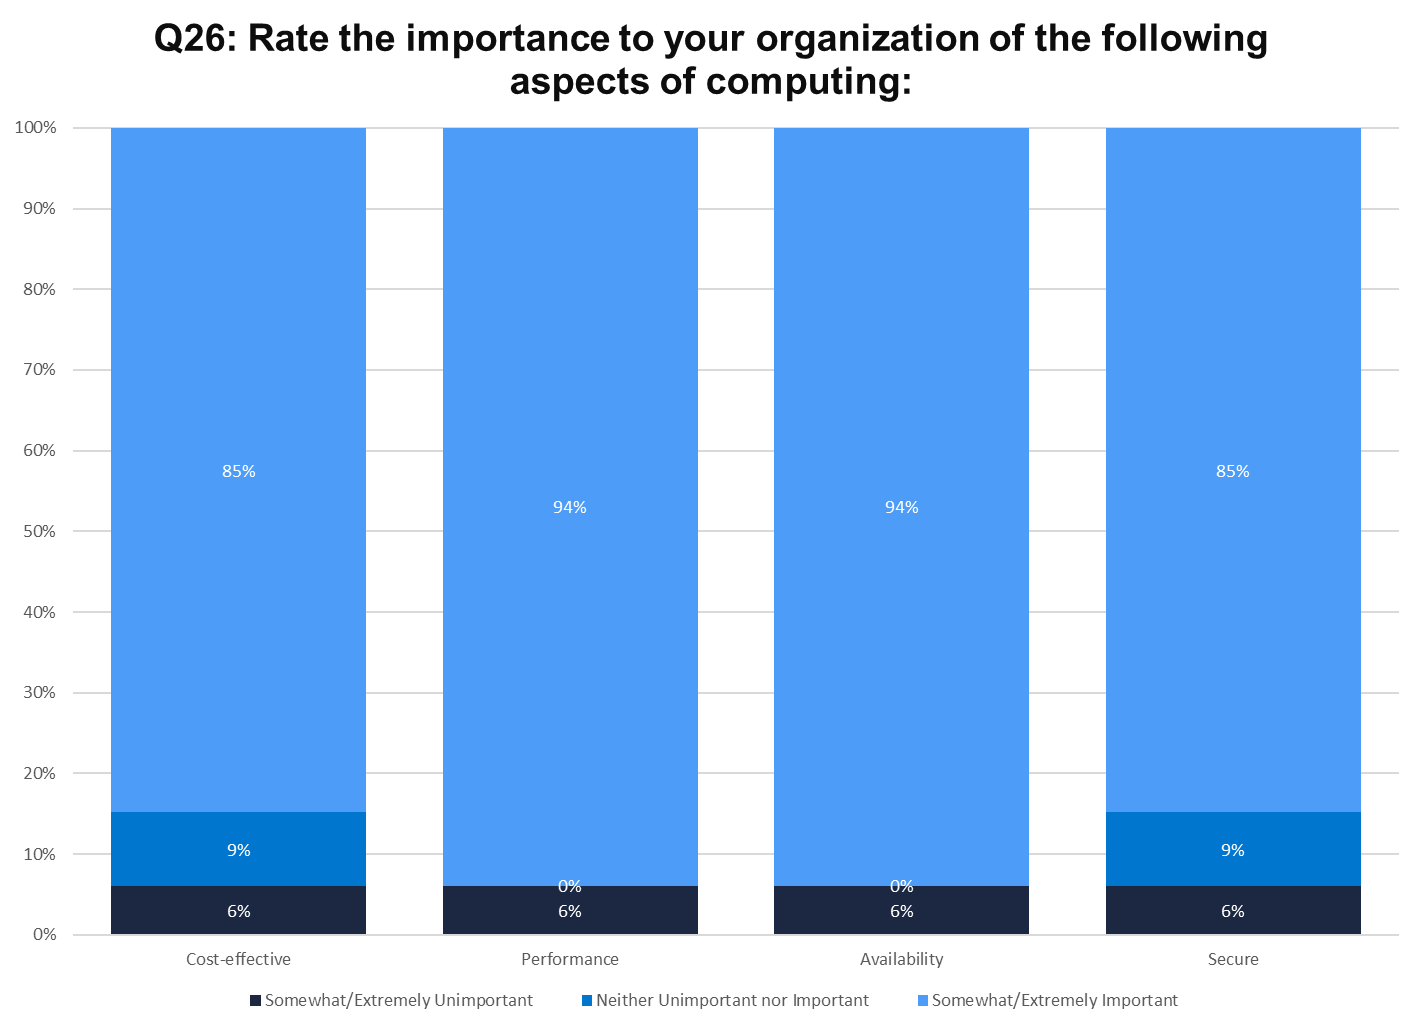 Q26: Rate the importance to your organization of the following
aspects of computing:
100%
90%
80%
70%
60%
50%
40%
30%
20%
10%
0%
85%
9%
6%
94%
0%
6%
94%
0%
6%
85%
9%
6%
Cost-effective
Performance
Availability
Secure
Somewhat/Extremely Unimportant
Neither Unimportant nor Important
Somewhat/Extremely Important